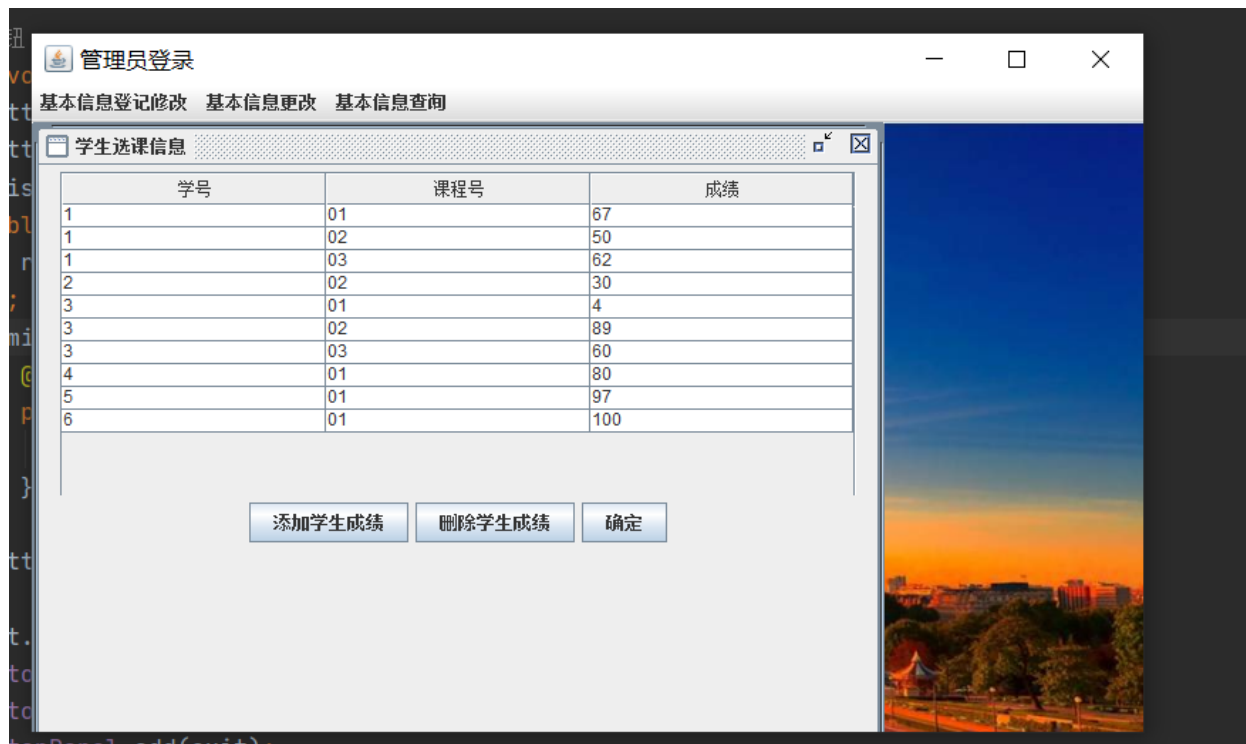 钮
管理员登录
基本信息登记修改 基本信息更改 基本信息查询
学生选课信息
学号 课程号 成绩
1 01 67
1 02 50
1 03 62
2 02 30
3 01 4
3 02 89
3 03 60
4 01 80
5 01 97
6 01 100
添加学生成绩 删除学生成绩 确定